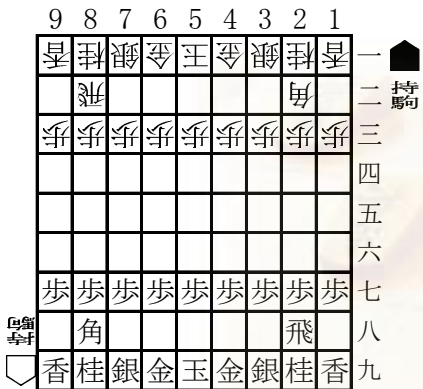 9 8 7 6 5 4 3 2 1
香 桂 銀 金 王 金 銀 桂 香 一
飛 角 二
歩 歩 歩 歩 歩 歩 歩 歩 歩 三
四
五
六
歩 歩 歩 歩 歩 歩 歩 歩 歩 七
角 飛 八
香 桂 銀 金 玉 金 銀 桂 香 九
持駒
持駒